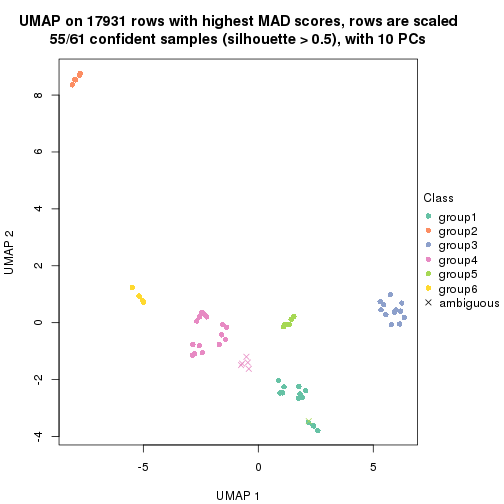 UMAP on 17931 rows with highest MAD scores, rows are scaled
55/61 confident samples (silhouette > 0.5), with 10 PCs
UMAP 2
8
6
4
2
0
-2
-4
-5
0
5
UMAP 1
Class
group1
group2
group3
group4
group5
group6
ambiguous